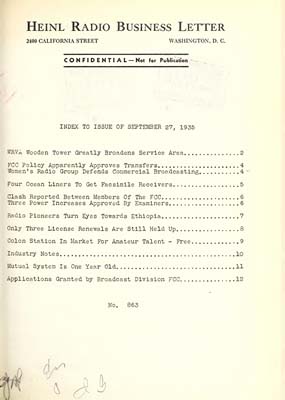 HEINL RADIO BUSINESS LETTER
2400 CALIFORNIA STREET WASHINGTON, D. C.
CONFIDENTIAL—Not for Publication
INDEX TO ISSUE OF SEPTEMBER 27, 1935
WRVA Wooden Tower Greatly Broadens Service Area...............2
FCC Policy Apparently Approves Transfers......................4
Women's Radio Group Defends Commercial Broadcasting...........4
Four Ocean Liners To Get Facsimile Receivers..................5
Clash Reported Between Members Of The FCC.....................6
Three Power Increases Approved By Examiners...................6
Radio Pioneers Turn Eyes Towards Ethiopia.....................7
Only Three License Renewals Are Still Held Up.................8
Colon Station In Market For Amateur Talent - Free.............9
Industry Notes...............................................10
Mutual System Is One Year Old................................11
Applications Granted by Broadcast Division FCC...............12
No. 863